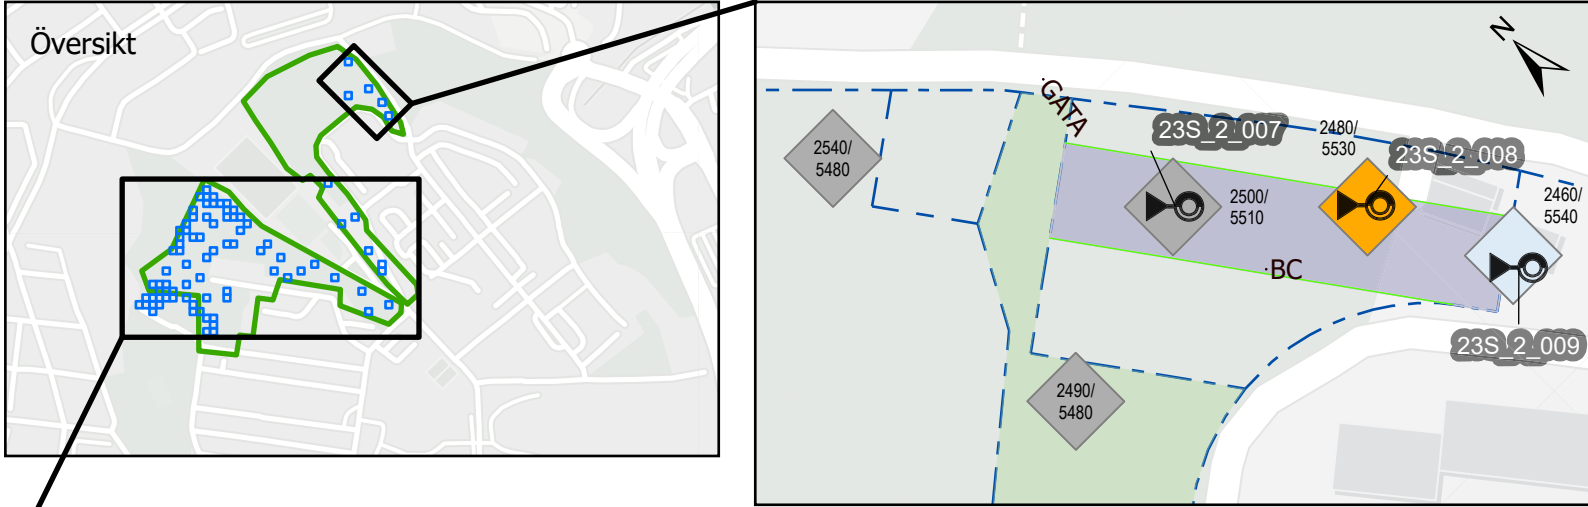 Översikt
N
·GATA
23S_2_007
2480/
5530
23S_2_008
2540/
5480
2500/
5510
2460/
5540
·BC
23S_2_009
2490/
5480